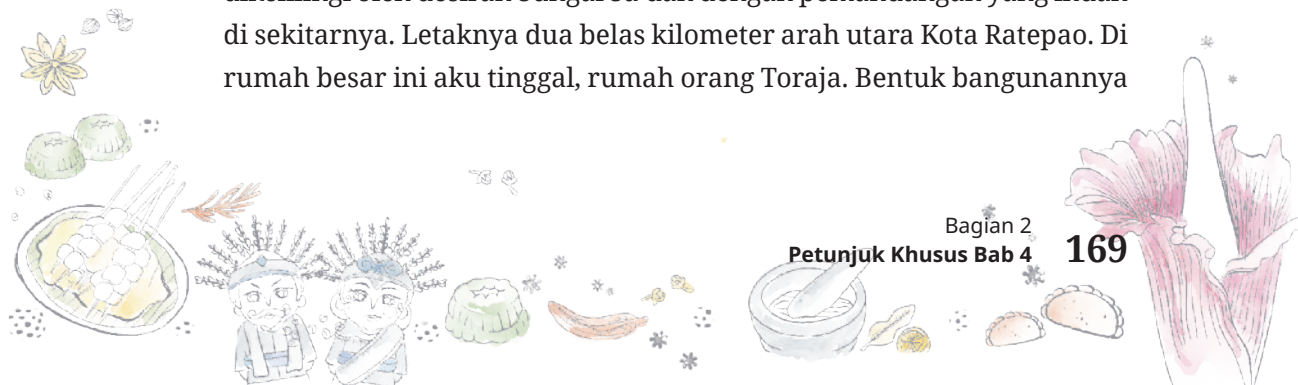 di sekitarnya. Letaknya dua belas kilometer arah utara Kota Ratepao. Di
rumah besar ini aku tinggal, rumah orang Toraja. Bentuk bangunannya
Bagian 2
Petunjuk Khusus Bab 4 169